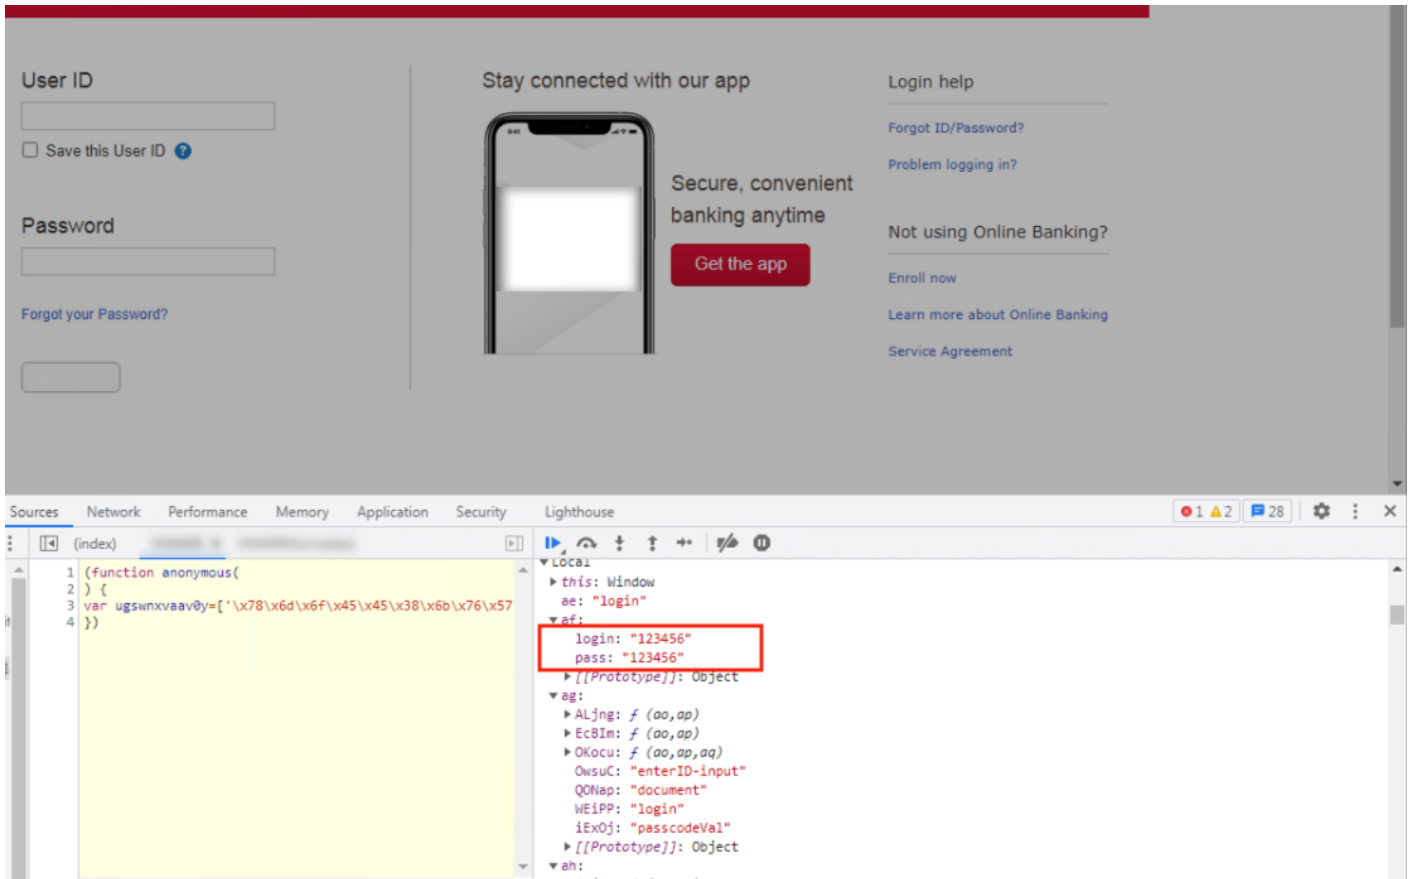 User ID
Save this User ID ?
Password
Forgot your Password?
Stay connected with our app
Secure, convenient
banking anytime
Get the app
Login help
Forgot ID/Password?
Problem logging in?
Not using Online Banking?
Enroll now
Learn more about Online Banking
Service Agreement
Sources Network Performance Memory Application Security Lighthouse 1 2 28
(index)
1 (function anonymous(
2 ) {
3 var ugswnxvaav0y=['\x78\x6d\x6f\x45\x45\x38\x6b\x76\x57
4 })
Local
this: Window
ae: "login"
af:
login: "123456"
pass: "123456"
[[Prototype]]: Object
ag:
ALjng: ƒ (ao,ap)
EcBIm: ƒ (ao,ap)
OKocu: ƒ (ao,ap,aq)
OwsuC: "enterID-input"
QONap: "document"
WEiPP: "login"
iExOj: "passcodeVal"
[[Prototype]]: Object
ah: